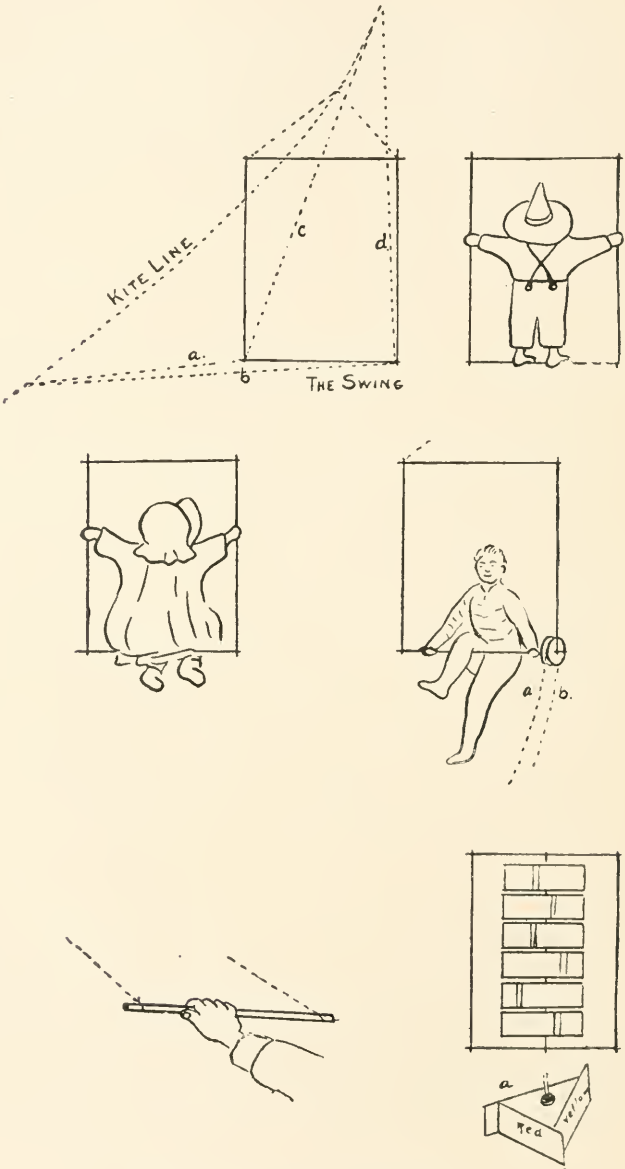 c
d
KITE LINE
a.
b
THE SWING
a
b.
a
Red
yellow